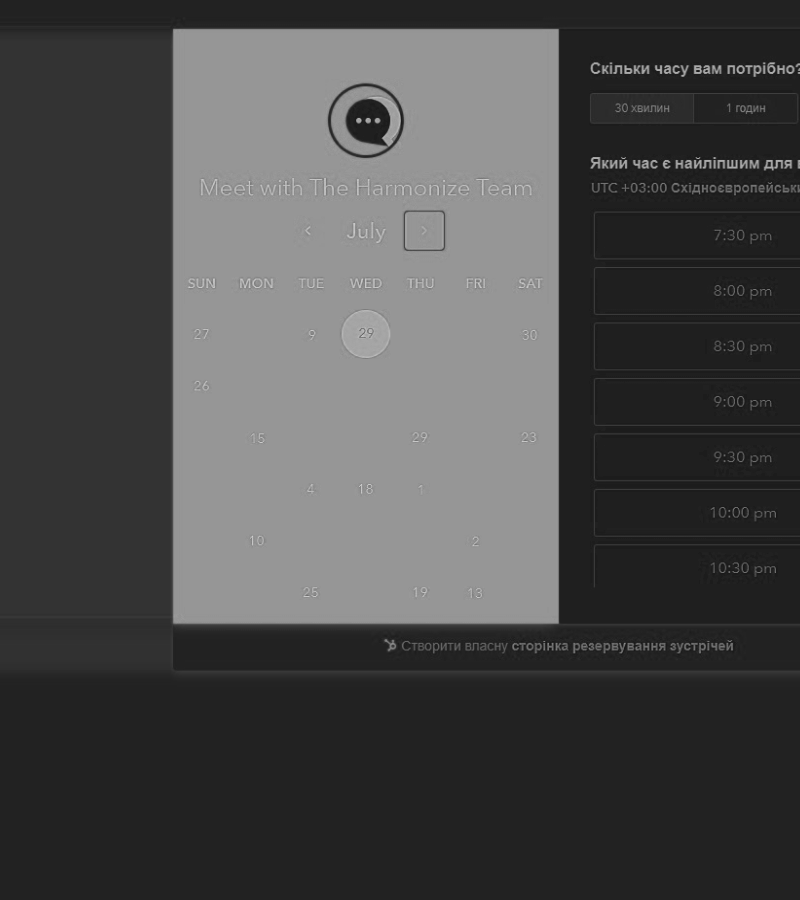 Meet with The Harmonize Team
July
SUN MON TUE WED THU FRI SAT
27 9 29 30
26
15 29 23
4 18 1
10 2
25 19 13
Скільки часу вам потрібно?
30 хвилин 1 годин
Який час є найліпшим для
UTC +03:00 Східноєвропейськи
7:30 pm
8:00 pm
8:30 pm
9:00 pm
9:30 pm
10:00 pm
10:30 pm
Створити власну сторінка резервування зустрічей